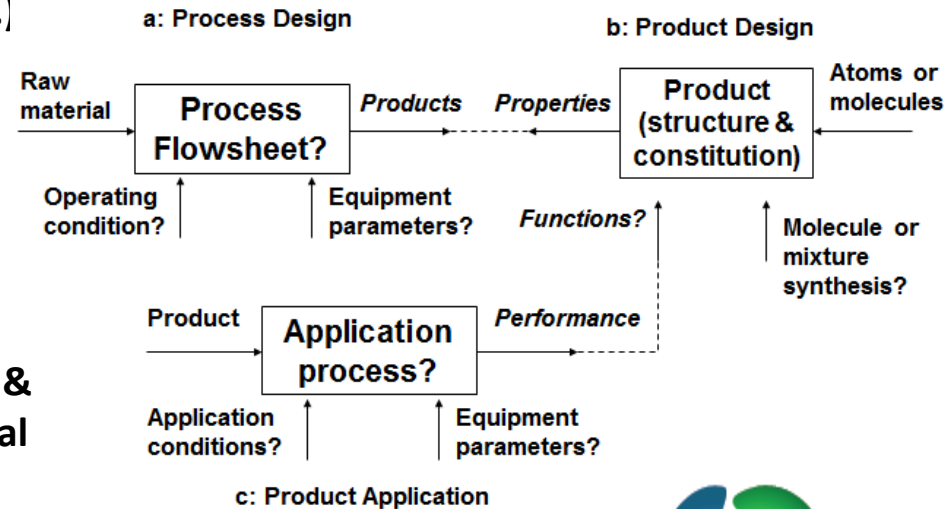 a: Process Design
b: Product Design
Raw
material
Process
Flowsheet?
Products
Properties
Product
(structure &
constitution)
Atoms or
molecules
Operating
condition?
Equipment
parameters?
Functions?
Molecule or
mixture
synthesis?
Product
Application
process?
Performance
&
al
Application
conditions?
Equipment
parameters?
c: Product Application